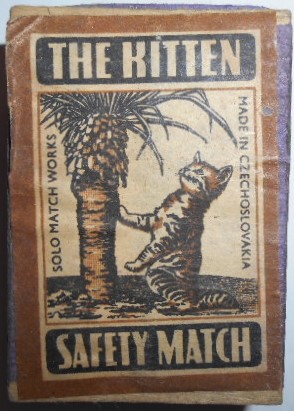 THE KITTEN
SOLO MATCH WORKS
MADE IN CZECHOSLOVAKIA
SAFETY MATCH